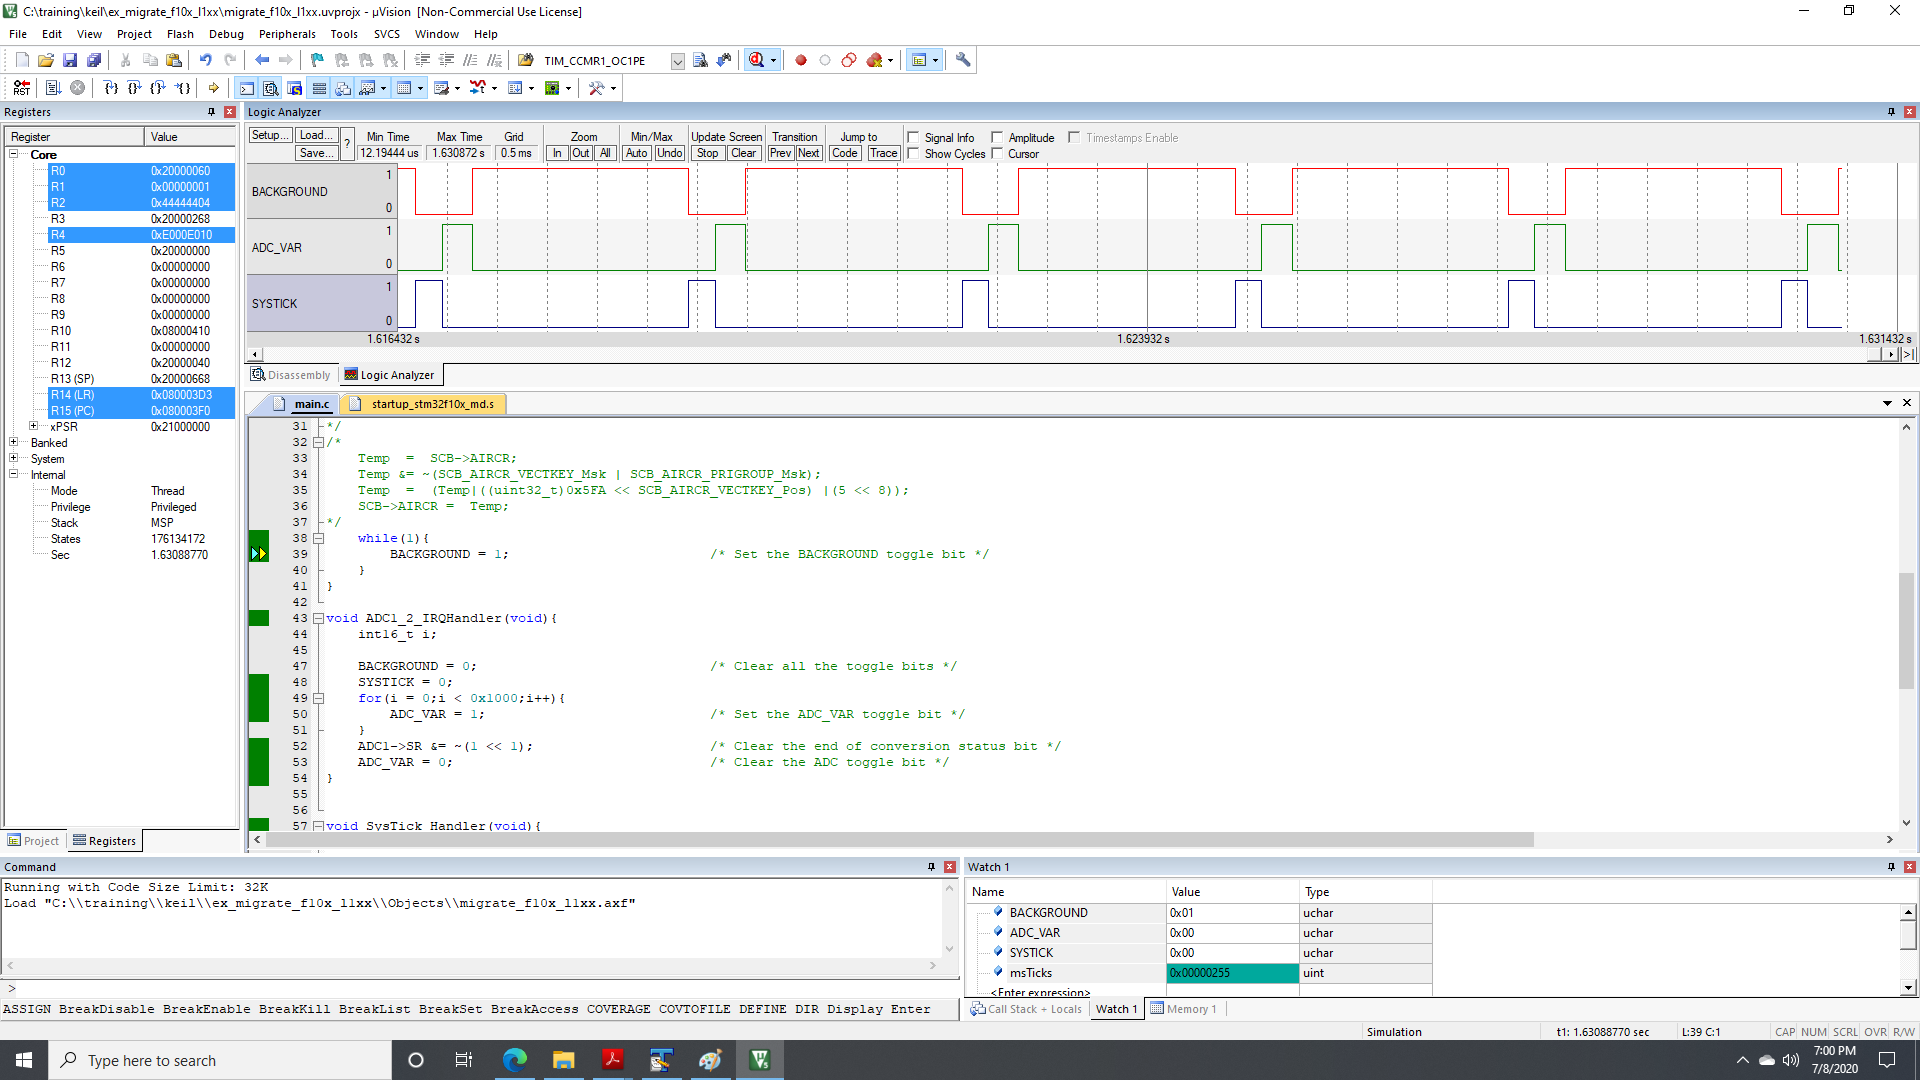 C:\training\keil\ex_migrate_f10x_l1xx\migrate_f10x_l1xx.uvprojx - µVision [Non-Commercial Use License]
File Edit View Project Flash Debug Peripherals Tools SVCS Window Help
TIM_CCMR1_OC1PE
RST
Registers
Register Value
Core
R0 0x20000060
R1 0x00000001
R2 0x44444404
R3 0x20000268
R4 0xE000E010
R5 0x20000000
R6 0x00000000
R7 0x00000000
R8 0x00000000
R9 0x00000000
R10 0x08000410
R11 0x00000000
R12 0x20000040
R13 (SP) 0x20000668
R14 (LR) 0x080003D3
R15 (PC) 0x080003F0
xPSR 0x21000000
Banked
System
Internal
Mode Thread
Privilege Privileged
Stack MSP
States 176134172
Sec 1.63088770
Project Registers
Logic Analyzer
Setup... Load... ? Min Time Max Time Grid Zoom Min/Max Update Screen Transition Jump to Signal Info Amplitude Timestamps Enable
Save... 12.19444 us 1.630872 s 0.5 ms In Out All Auto Undo Stop Clear Prev Next Code Trace Show Cycles Cursor
BACKGROUND 1 0
ADC_VAR 1 0
SYSTICK 1 0
1.616432 s 1.623932 s 1.631432 s
Disassembly Logic Analyzer
main.c startup_stm32f10x_md.s
31 */
32 /*
33 Temp = SCB->AIRCR;
34 Temp &= ~(SCB_AIRCR_VECTKEY_Msk | SCB_AIRCR_PRIGROUP_Msk);
35 Temp = (Temp|((uint32_t)0x5FA << SCB_AIRCR_VECTKEY_Pos) |(5 << 8));
36 SCB->AIRCR = Temp;
37 */
38 while(1){
39 BACKGROUND = 1; /* Set the BACKGROUND toggle bit */
40 }
41 }
42
43 void ADC1_2_IRQHandler(void){
44 int16_t i;
45
47 BACKGROUND = 0; /* Clear all the toggle bits */
48 SYSTICK = 0;
49 for(i = 0;i < 0x1000;i++){
50 ADC_VAR = 1; /* Set the ADC_VAR toggle bit */
51 }
52 ADC1->SR &= ~(1 << 1); /* Clear the end of conversion status bit */
53 ADC_VAR = 0; /* Clear the ADC toggle bit */
54 }
55
56
57 void SysTick_Handler(void){
Command
Running with Code Size Limit: 32K
Load "C:\\training\\keil\\ex_migrate_f10x_l1xx\\Objects\\migrate_f10x_l1xx.axf"
>
ASSIGN BreakDisable BreakEnable BreakKill BreakList BreakSet BreakAccess COVERAGE COVTOFILE DEFINE DIR Display Enter
Watch 1
Name Value Type
BACKGROUND 0x01 uchar
ADC_VAR 0x00 uchar
SYSTICK 0x00 uchar
msTicks 0x00000255 uint
<Enter expression>
Call Stack + Locals Watch 1 Memory 1
Simulation t1: 1.63088770 sec L:39 C:1 CAP NUM SCRL OVR R/W
Type here to search
7:00 PM
7/8/2020